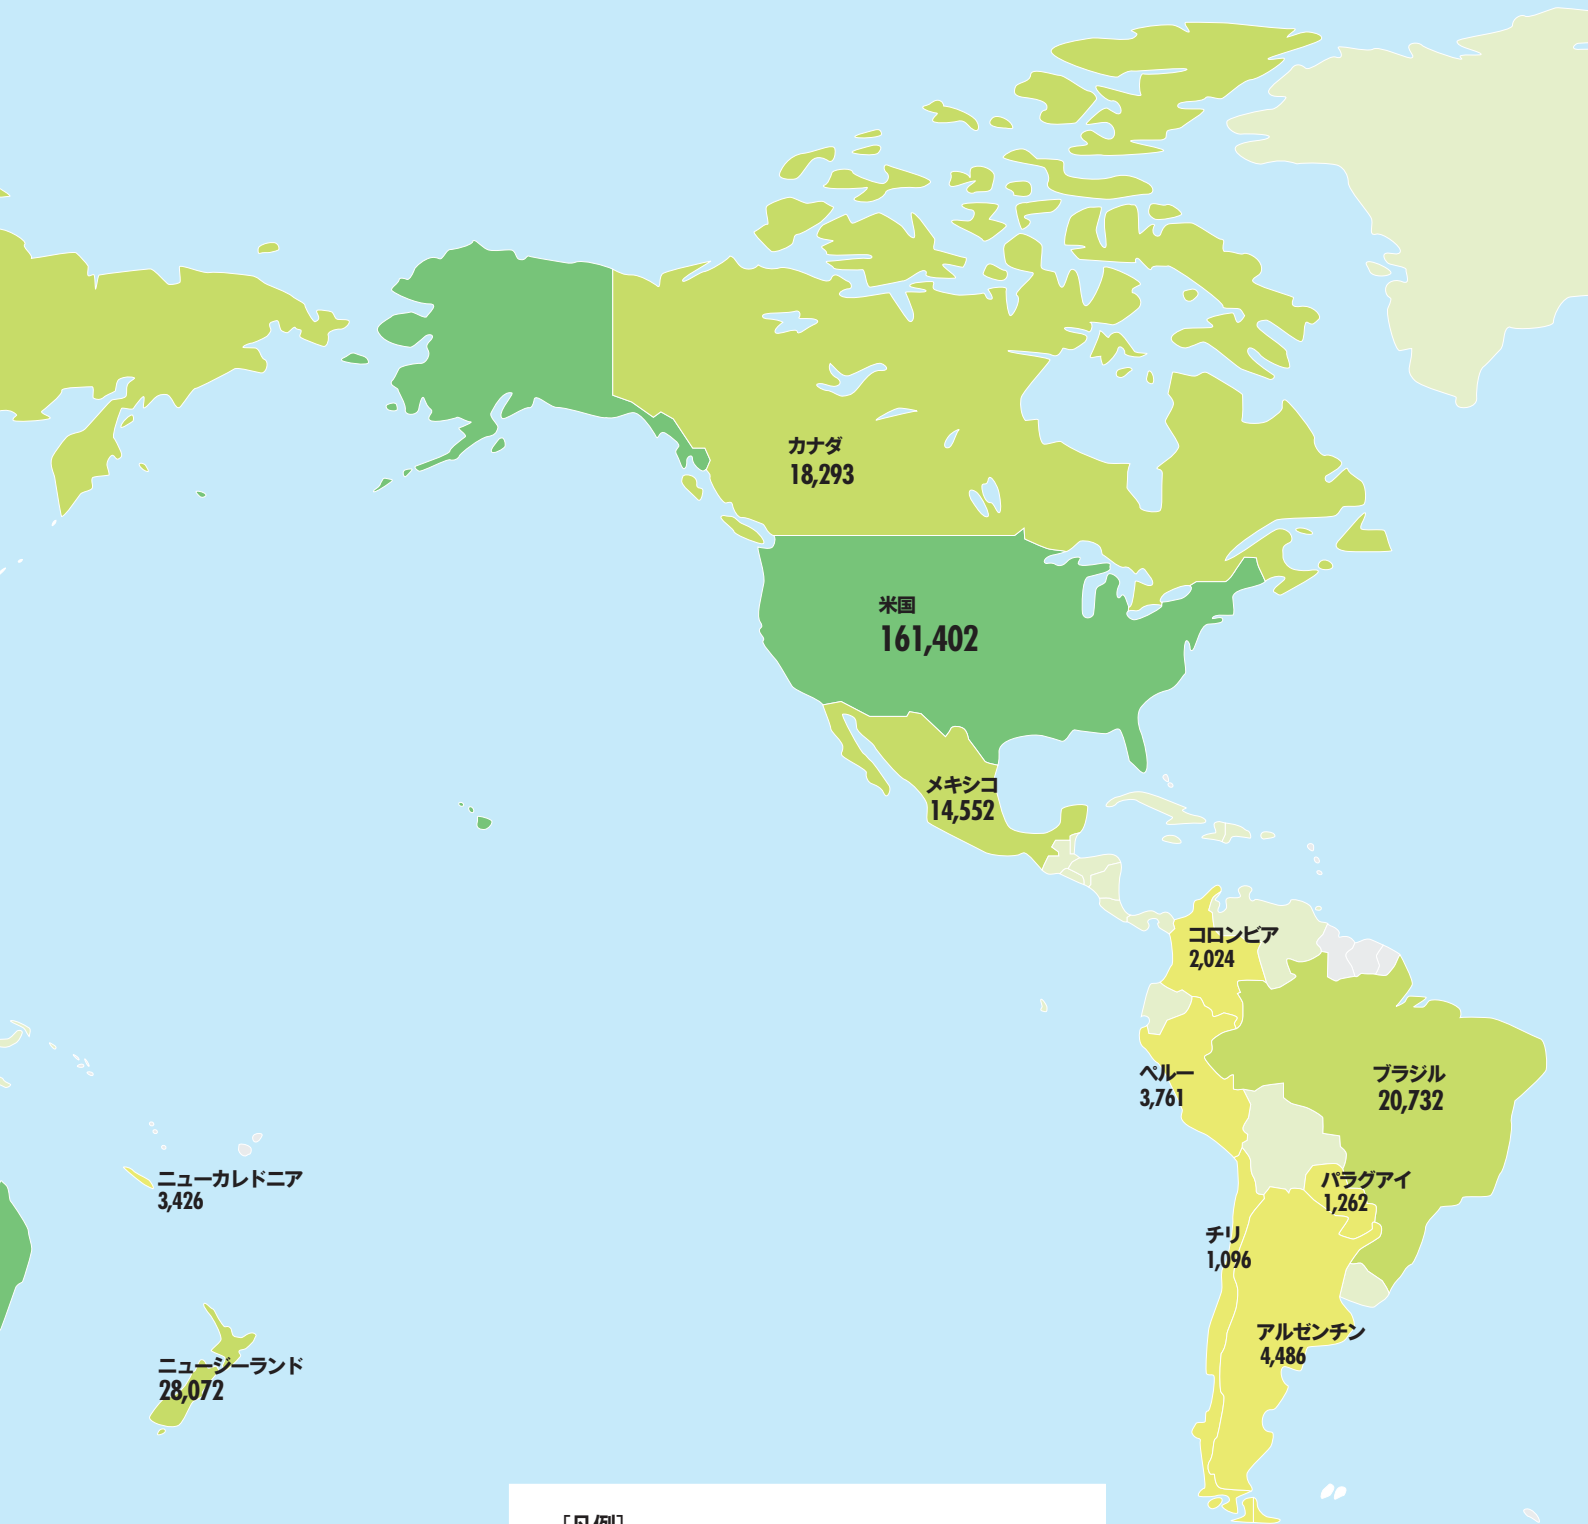 カナダ
18,293
米国
161,402
メキシコ
14,552
コロンビア
2,024
ペルー
3,761
ブラジル
20,732
ニューカレドニア
3,426
パラグアイ
1,262
チリ
1,096
アルゼンチン
4,486
ニュージーランド
28,072
［凡例］